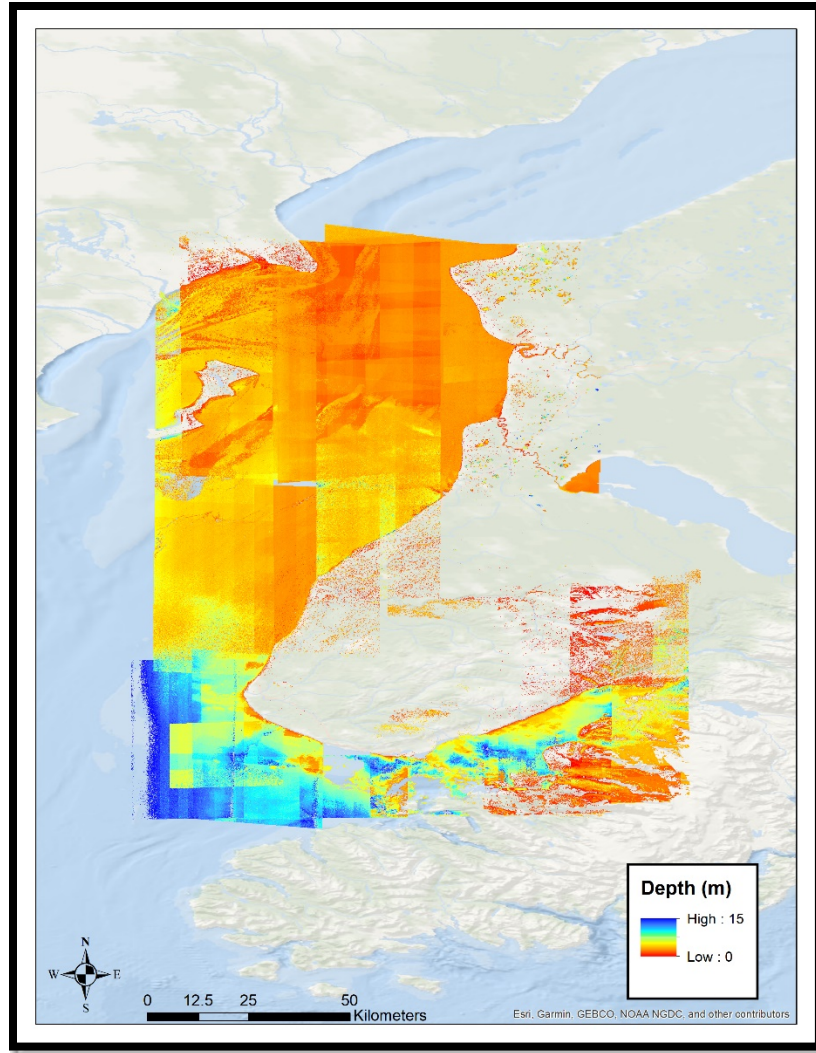 Depth (m)
High : 15
Low : 0
N
W E
S
0 12.5 25 50
Kilometers
Esri, Garmin, GEBCO, NOAA NGDC, and other contributors